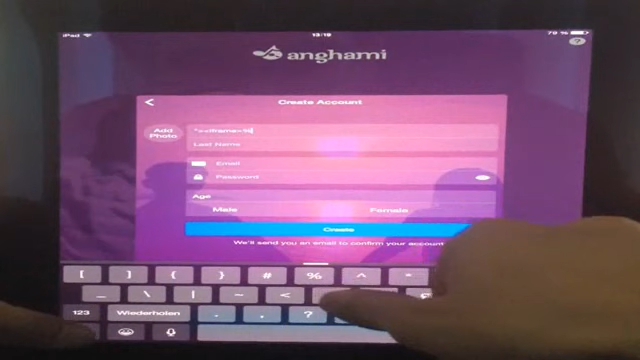 iPad
13:18
79 %
?
anghami
Create Account
Add
Photo
"><iframe>%
Last Name
Email
Password
Age
Male Female
Create
We'll send you an email to confirm your account
[ ] { } # % ^
_ \ | ~ <
123 Wiederholen . , ?